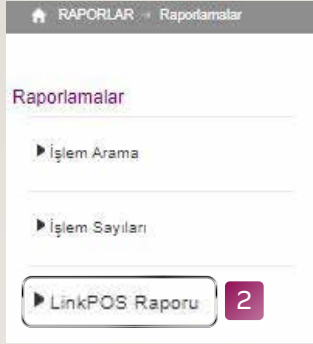 RAPORLAR → Raporlamalar
Raporlamalar
İşlem Arama
İşlem Sayıları
LinkPOS Raporu 2